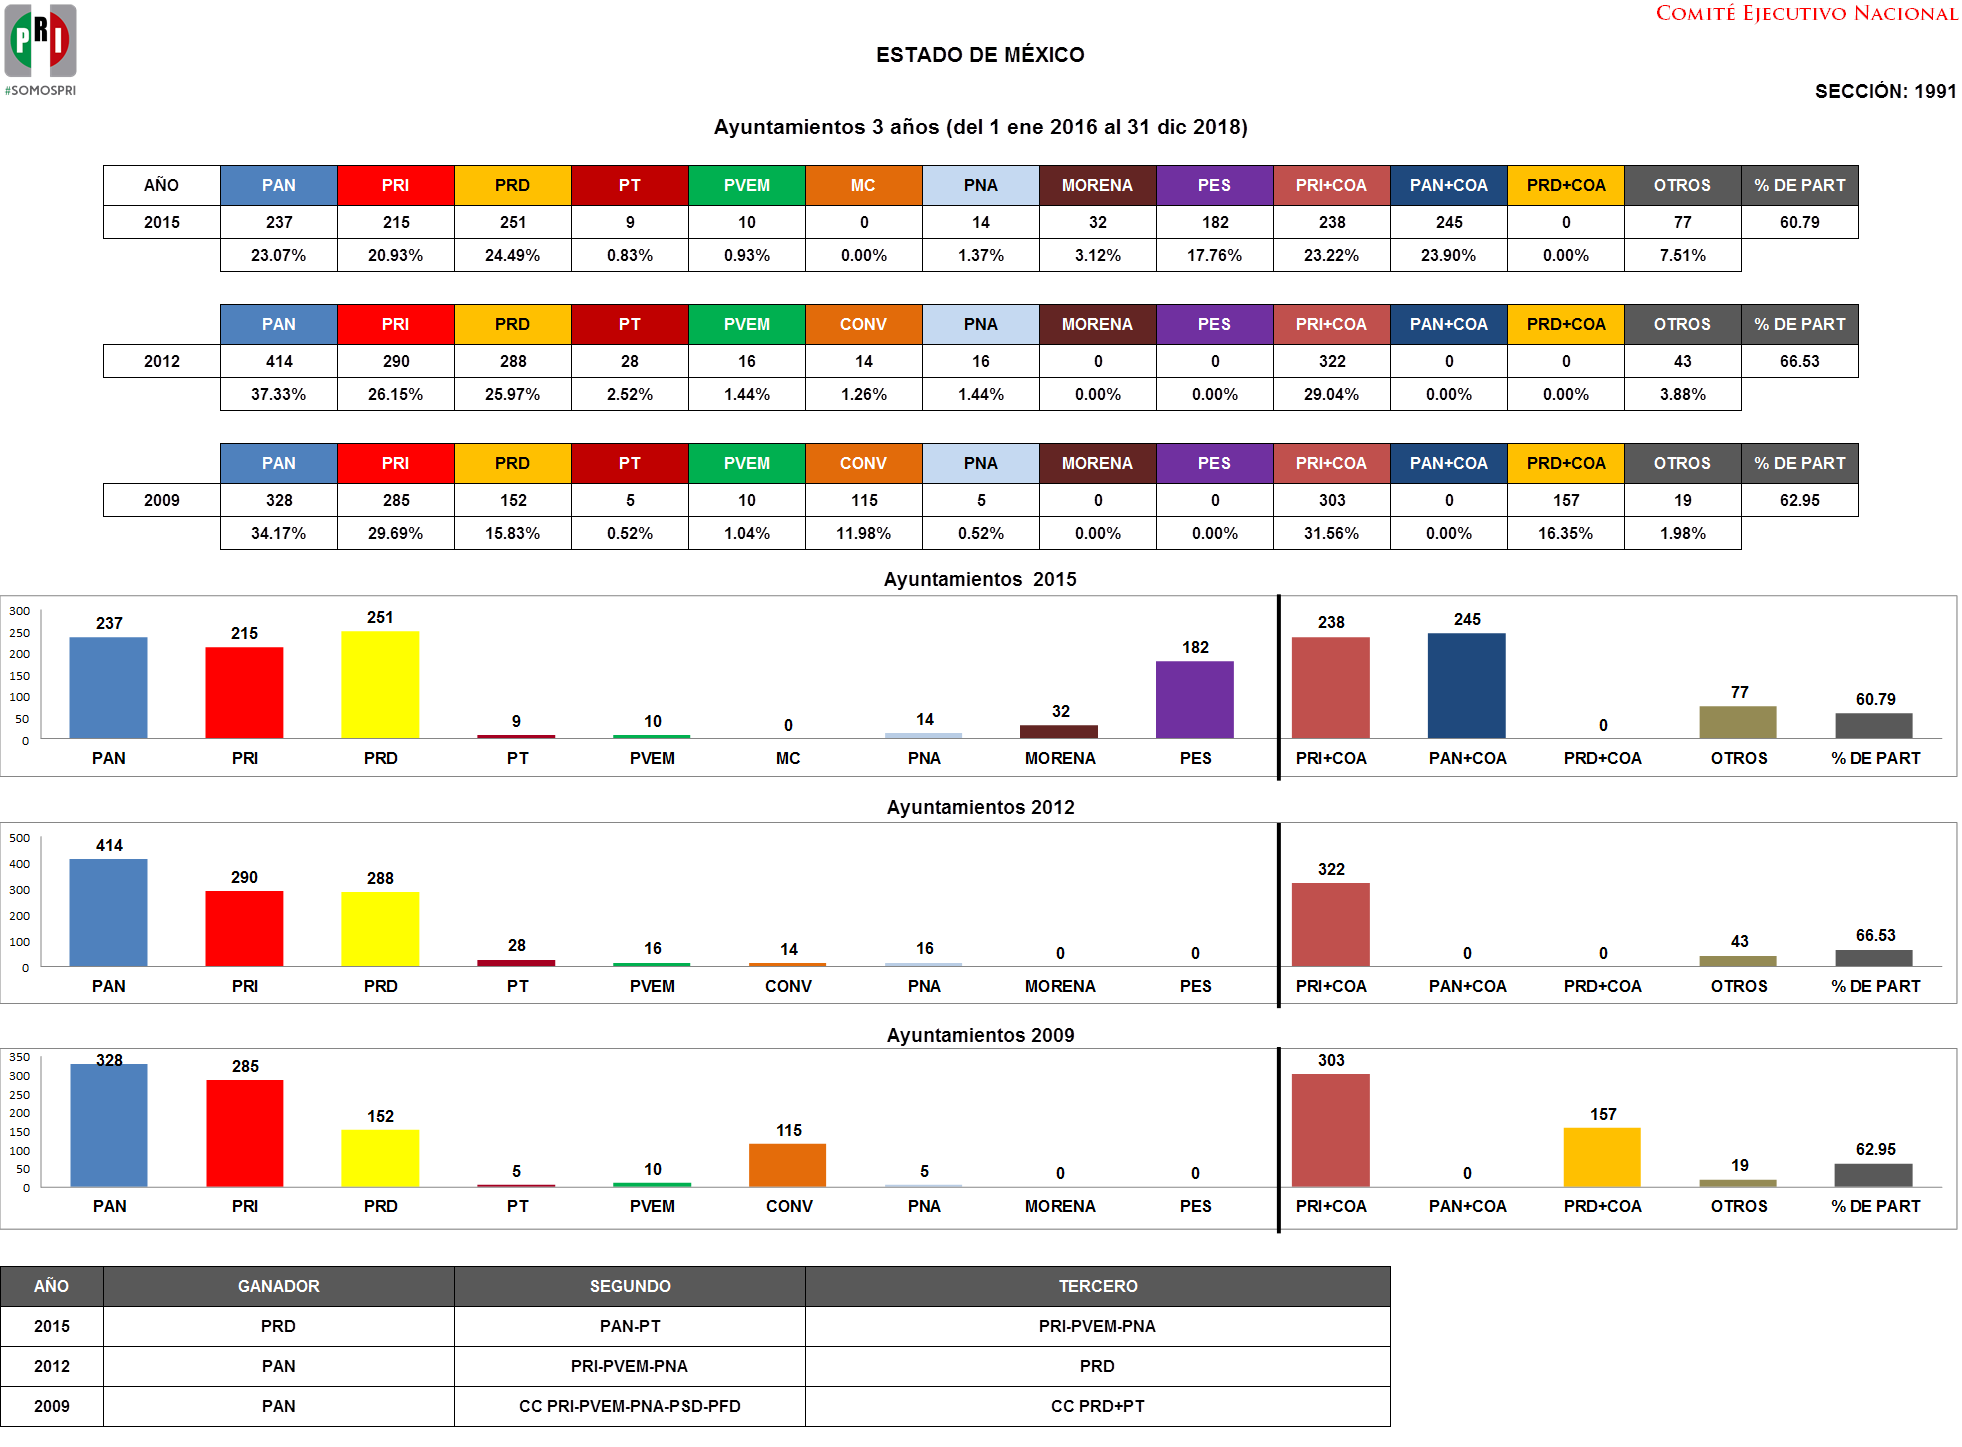 PRI
#SOMOSPRI
COMITÉ EJECUTIVO NACIONAL
ESTADO DE MÉXICO
SECCIÓN: 1991
Ayuntamientos 3 años (del 1 ene 2016 al 31 dic 2018)
AÑO PAN PRI PRD PT PVEM MC PNA MORENA PES PRI+COA PAN+COA PRD+COA OTROS % DE PART
2015 237 215 251 9 10 0 14 32 182 238 245 0 77 60.79
23.07% 20.93% 24.49% 0.83% 0.93% 0.00% 1.37% 3.12% 17.76% 23.22% 23.90% 0.00% 7.51%
PAN PRI PRD PT PVEM CONV PNA MORENA PES PRI+COA PAN+COA PRD+COA OTROS % DE PART
2012 414 290 288 28 16 14 16 0 0 322 0 0 43 66.53
37.33% 26.15% 25.97% 2.52% 1.44% 1.26% 1.44% 0.00% 0.00% 29.04% 0.00% 0.00% 3.88%
PAN PRI PRD PT PVEM CONV PNA MORENA PES PRI+COA PAN+COA PRD+COA OTROS % DE PART
2009 328 285 152 5 10 115 5 0 0 303 0 157 19 62.95
34.17% 29.69% 15.83% 0.52% 1.04% 11.98% 0.52% 0.00% 0.00% 31.56% 0.00% 16.35% 1.98%
Ayuntamientos 2015
300
250
200
150
100
50
0
237 215 251 9 10 0 14 32 182 238 245 0 77 60.79
PAN PRI PRD PT PVEM MC PNA MORENA PES PRI+COA PAN+COA PRD+COA OTROS % DE PART
Ayuntamientos 2012
500
400
300
200
100
0
414 290 288 28 16 14 16 0 0 322 0 0 43 66.53
PAN PRI PRD PT PVEM CONV PNA MORENA PES PRI+COA PAN+COA PRD+COA OTROS % DE PART
Ayuntamientos 2009
350
300
250
200
150
100
50
0
328 285 152 5 10 115 5 0 0 303 0 157 19 62.95
PAN PRI PRD PT PVEM CONV PNA MORENA PES PRI+COA PAN+COA PRD+COA OTROS % DE PART
AÑO GANADOR SEGUNDO TERCERO
2015 PRD PAN-PT PRI-PVEM-PNA
2012 PAN PRI-PVEM-PNA PRD
2009 PAN CC PRI-PVEM-PNA-PSD-PFD CC PRD+PT